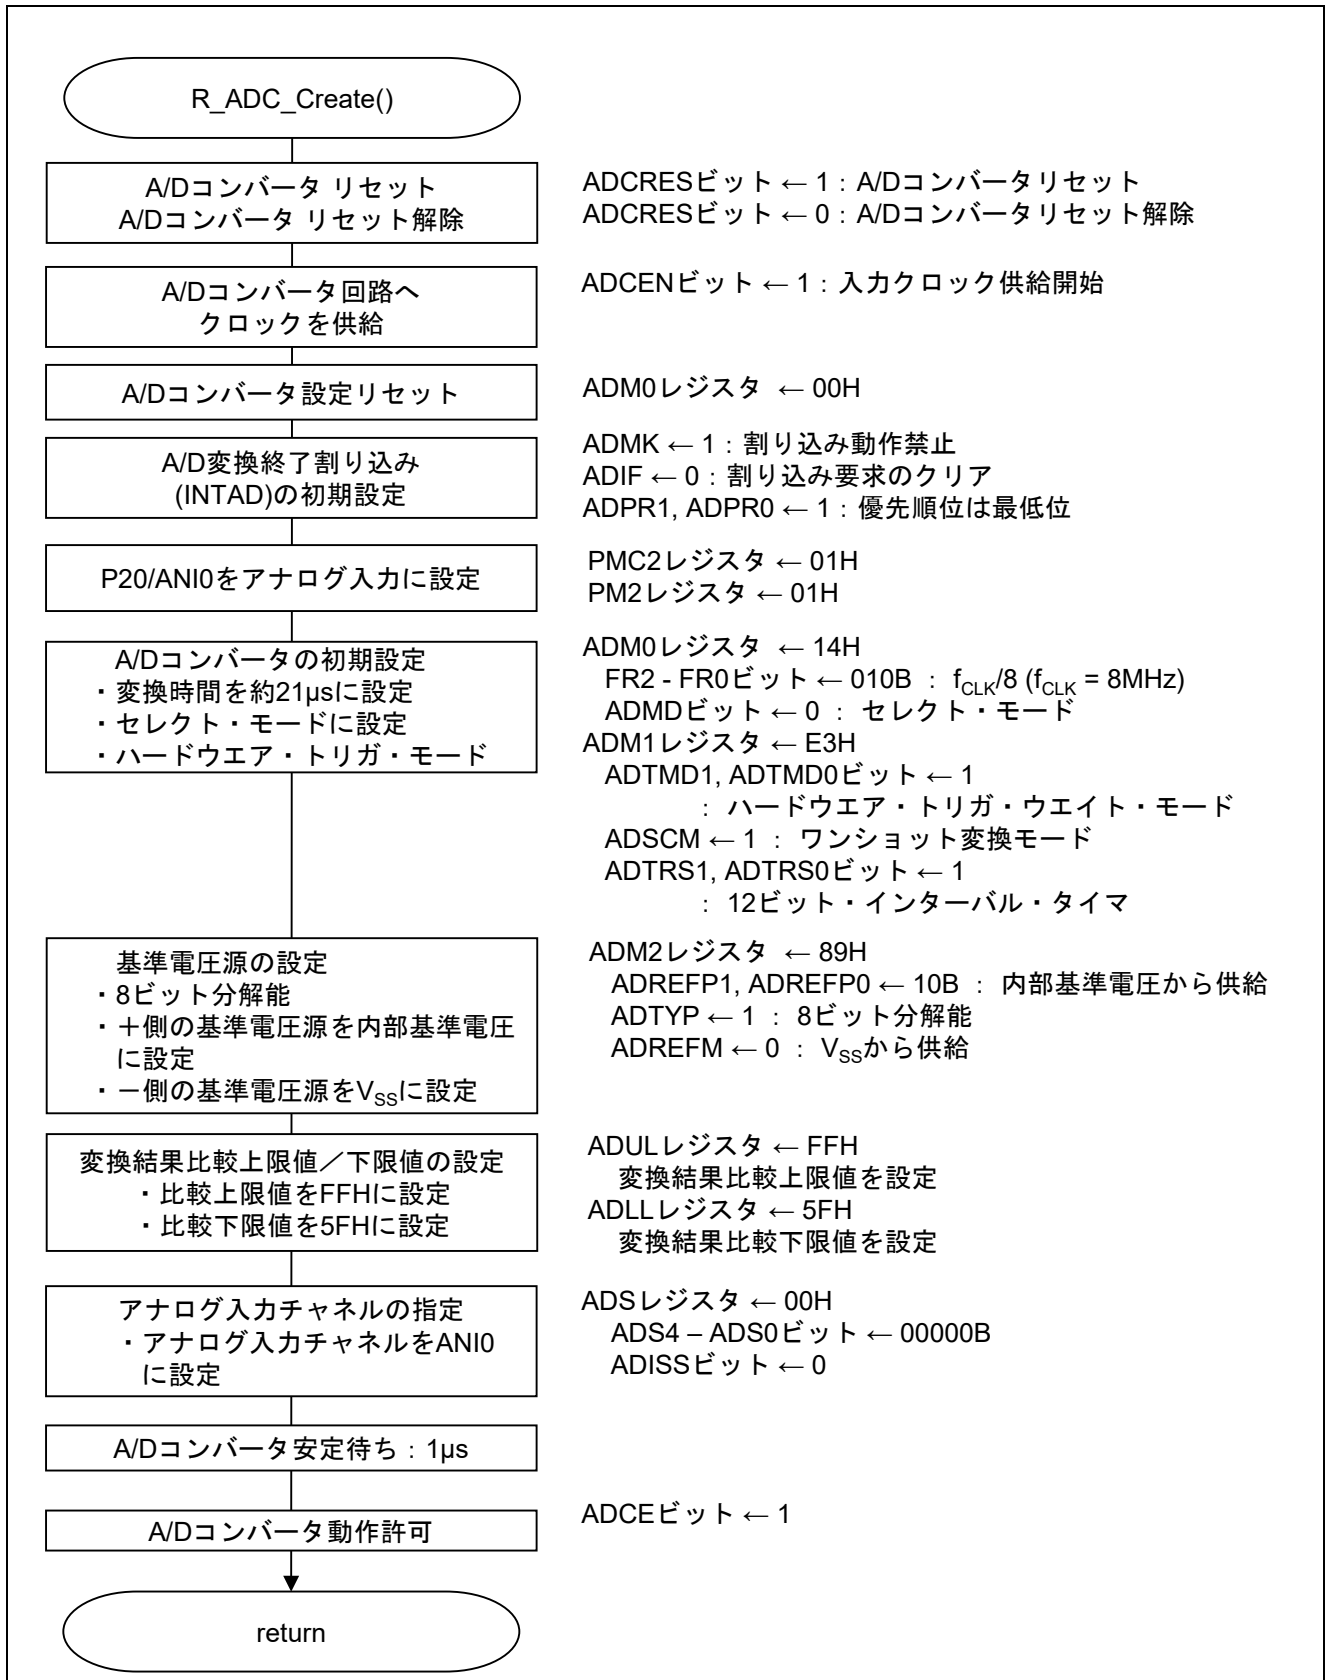 R_ADC_Create()
A/Dコンバータ リセット
A/Dコンバータ リセット解除
ADCRESビット ← 1：A/Dコンバータリセット
ADCRESビット ← 0：A/Dコンバータリセット解除
A/Dコンバータ回路へ
クロックを供給
ADCENビット ← 1：入力クロック供給開始
A/Dコンバータ設定リセット
ADM0レジスタ ← 00H
A/D変換終了割り込み
(INTAD)の初期設定
ADMK ← 1：割り込み動作禁止
ADIF ← 0：割り込み要求のクリア
ADPR1, ADPR0 ← 1：優先順位は最低位
P20/ANI0をアナログ入力に設定
PMC2レジスタ ← 01H
PM2レジスタ ← 01H
A/Dコンバータの初期設定
・変換時間を約21μsに設定
・セレクト・モードに設定
・ハードウエア・トリガ・モード
ADM0レジスタ ← 14H
FR2 - FR0ビット ← 010B ： fCLK/8 (fCLK = 8MHz)
ADMDビット ← 0 ： セレクト・モード
ADM1レジスタ ← E3H
ADTMD1, ADTMD0ビット ← 1
： ハードウエア・トリガ・ウエイト・モード
ADSCM ← 1 ： ワンショット変換モード
ADTRS1, ADTRS0ビット ← 1
： 12ビット・インターバル・タイマ
基準電圧源の設定
・8ビット分解能
・＋側の基準電圧源を内部基準電圧
に設定
・－側の基準電圧源をVSSに設定
ADM2レジスタ ← 89H
ADREFP1, ADREFP0 ← 10B ： 内部基準電圧から供給
ADTYP ← 1 ： 8ビット分解能
ADREFM ← 0 ： VSSから供給
変換結果比較上限値／下限値の設定
・比較上限値をFFHに設定
・比較下限値を5FHに設定
ADULレジスタ ← FFH
変換結果比較上限値を設定
ADLLレジスタ ← 5FH
変換結果比較下限値を設定
アナログ入力チャネルの指定
・アナログ入力チャネルをANI0
に設定
ADSレジスタ ← 00H
ADS4 – ADS0ビット ← 00000B
ADISSビット ← 0
A/Dコンバータ安定待ち：1μs
A/Dコンバータ動作許可
ADCEビット ← 1
return